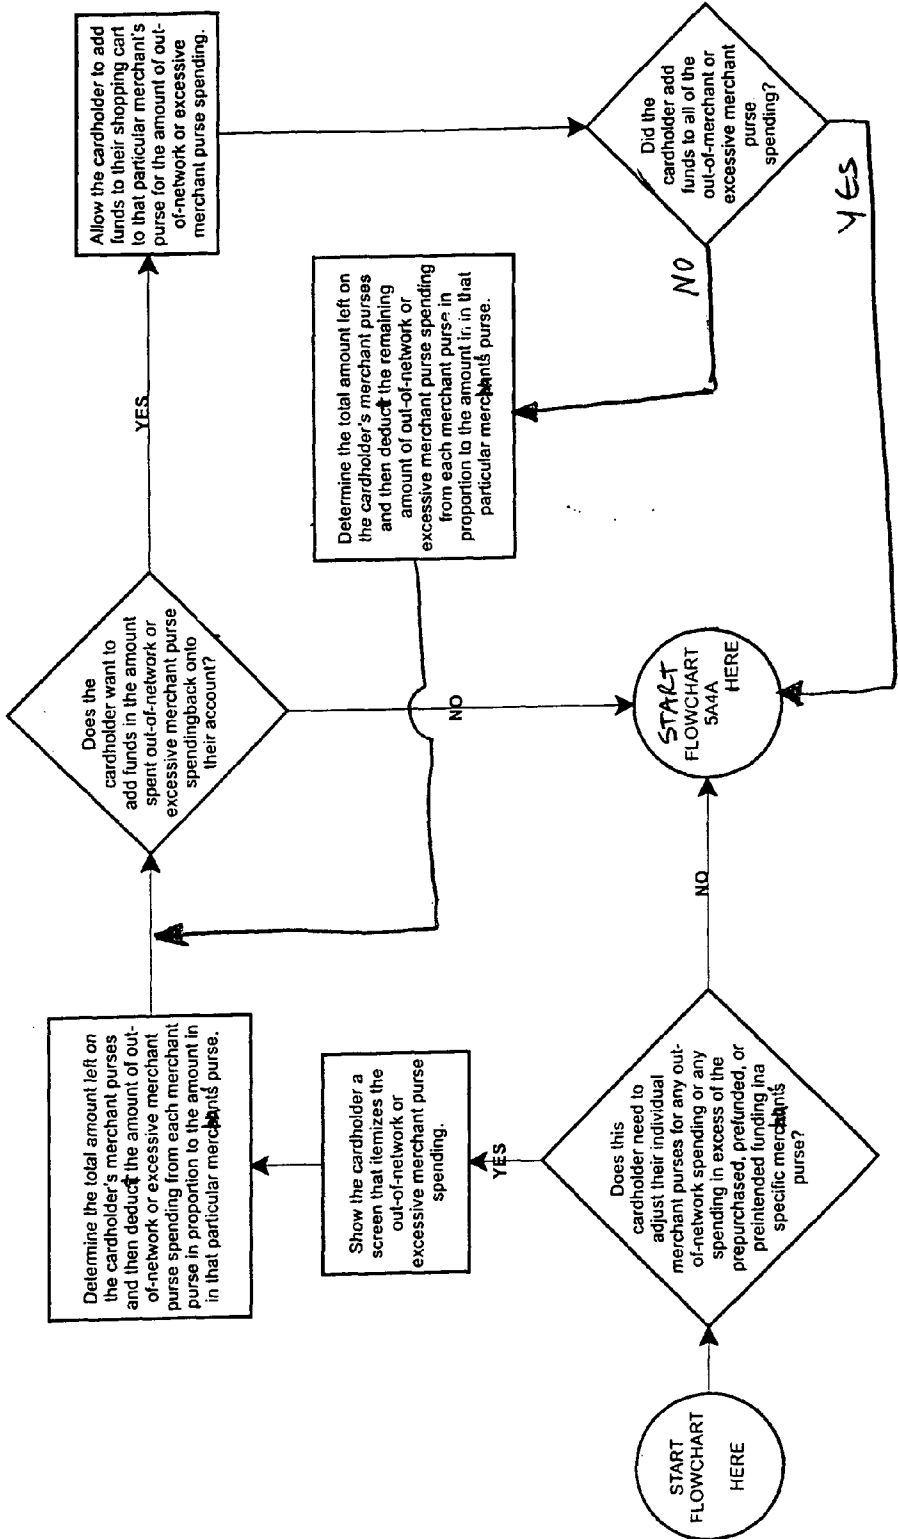 START
FLOWCHART
HERE
Does this
cardholder need to
adjust their individual
merchant purses for any out-
of-network spending or any
spending in excess of the
prepurchased, prefunded, or
preintended funding ina
specific merchant's
purse?
YES
NO
Show the cardholder a
screen that itemizes the
out-of-network or
excessive merchant purse
spending.
Determine the total amount left on
the cardholder's merchant purses
and then deduct the amount of out-
of-network or excessive merchant
purse spending from each merchant
purse in proportion to the amount in
in that particular merchant's purse.
Does the
cardholder want to
add funds in the amount
spent out-of-network or
excessive merchant purse
spendingback onto
their account?
YES
NO
START
FLOWCHART
5A4A
HERE
Determine the total amount left on
the cardholder's merchant purses
and then deduct the remaining
amount of out-of-network or
excessive merchant purse spending
from each merchant purse in
proportion to the amount in in that
particular merchant's purse.
Allow the cardholder to add
funds to their shopping cart
to that particular merchant's
purse for the amount of out-
of-network or excessive
merchant purse spending.
Did the
cardholder add
funds to all of the
out-of-merchant or
excessive merchant
purse
spending?
NO
YES